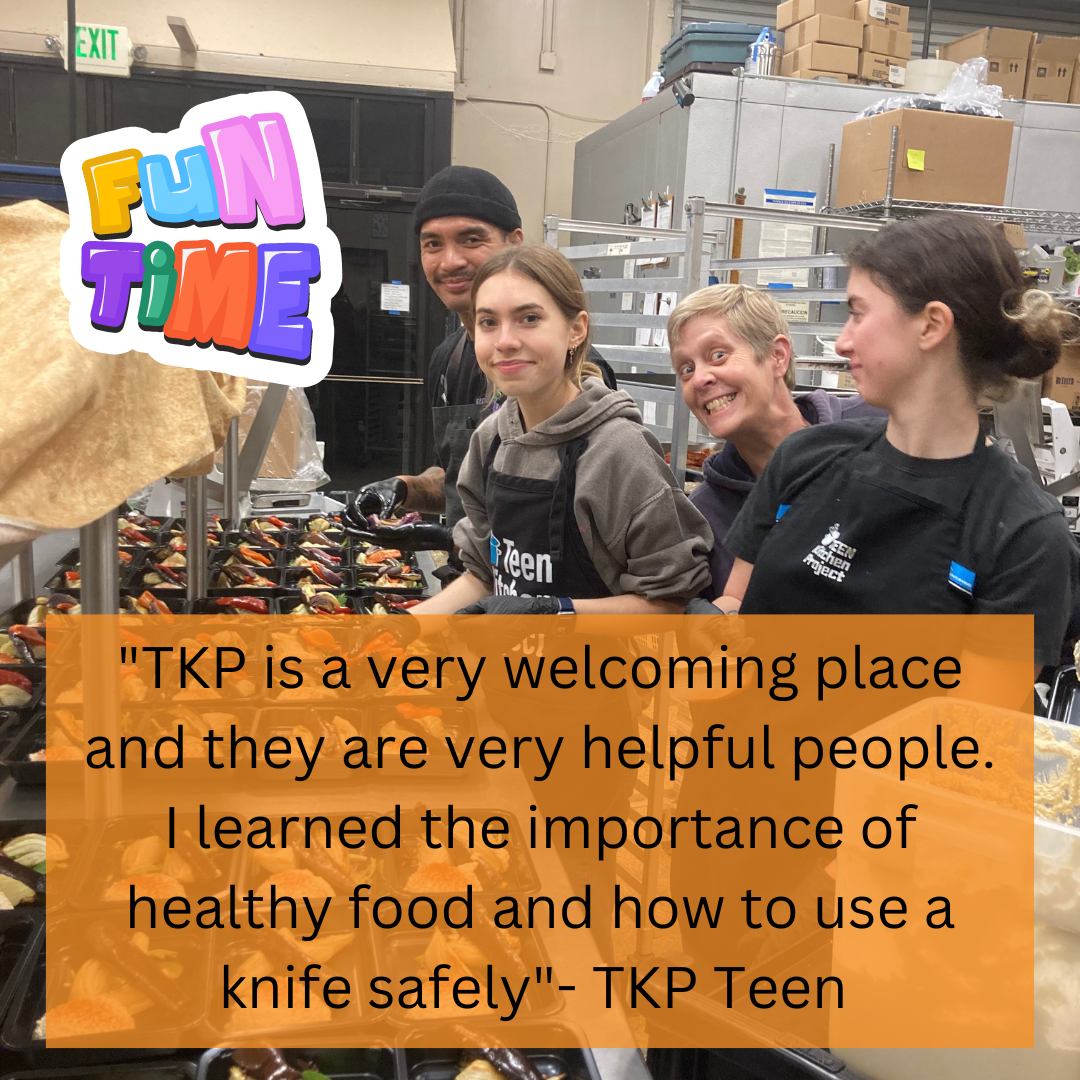 EXIT
FUN
TiME
Teen
TEEN
Kitchen
Project
"TKP is a very welcoming place
and they are very helpful people.
I learned the importance of
healthy food and how to use a
knife safely"- TKP Teen